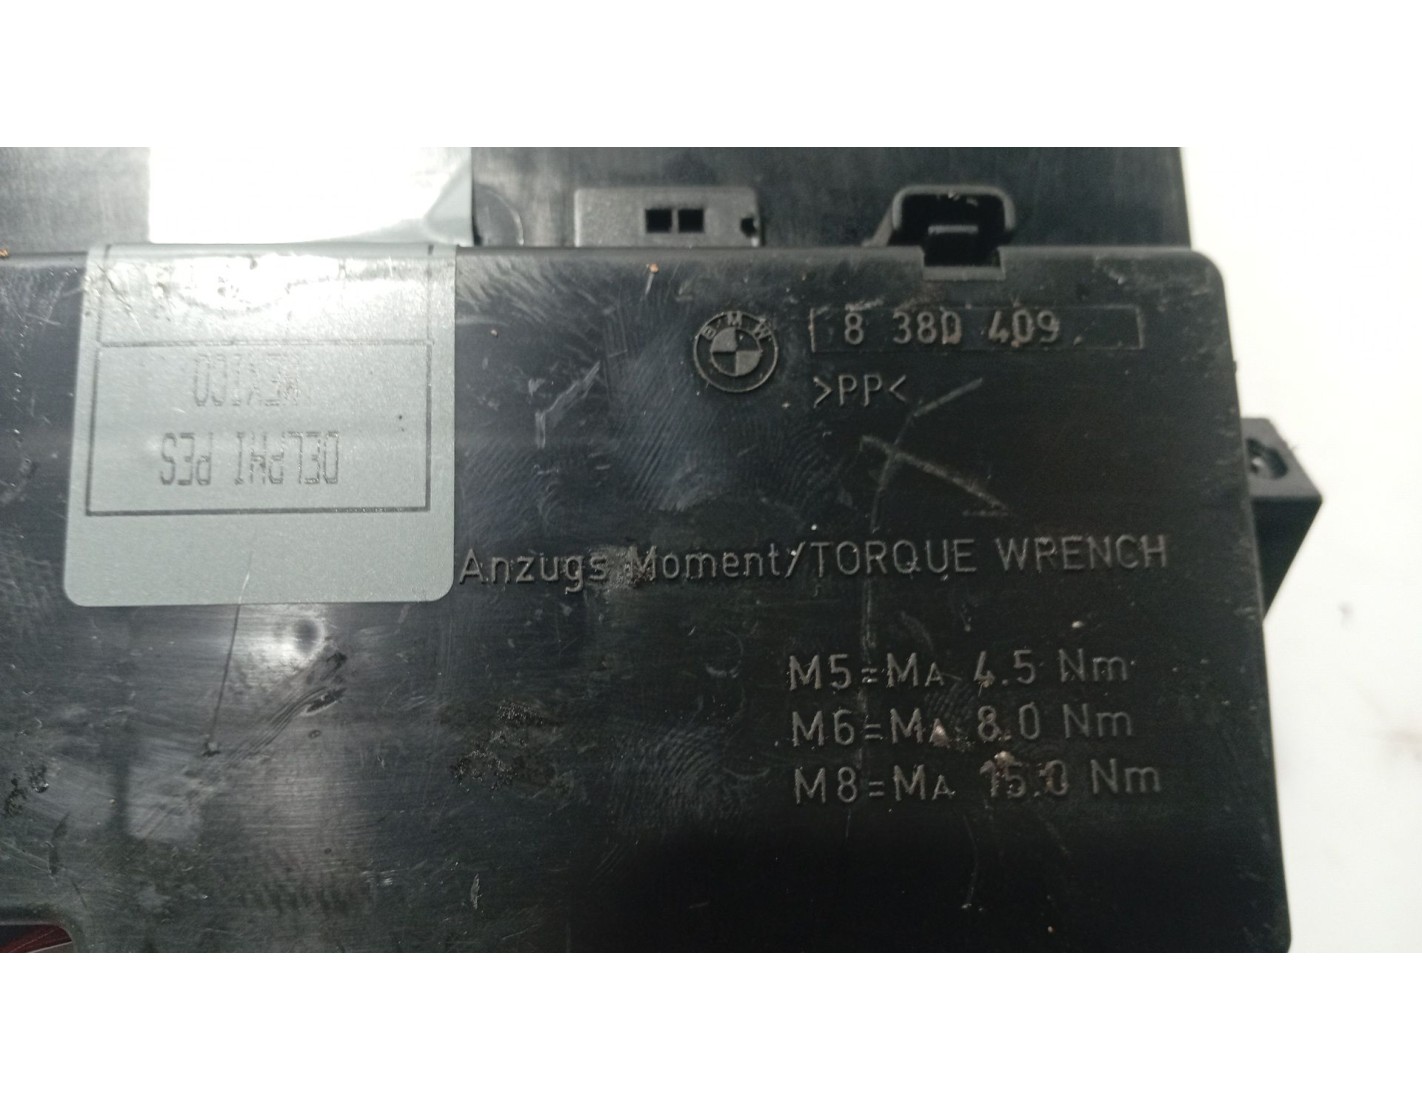 BMW
8 380 409
>PP<
MEXICO
DELPHI PES
Anzugs Moment/TORQUE WRENCH
M5=MA 4.5 Nm
M6=MA 8.0 Nm
M8=MA 15.0 Nm